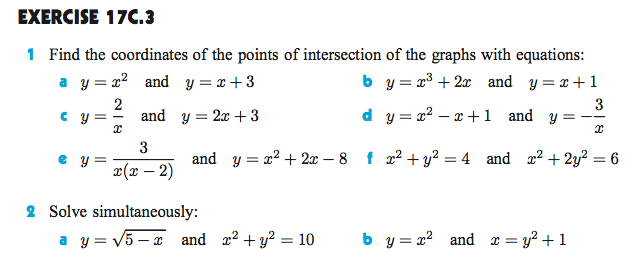 EXERCISE 17C.3
1 Find the coordinates of the points of intersection of the graphs with equations:
a y = x² and y = x + 3 b y = x³ + 2x and y = x + 1
c y = 2/x and y = 2x + 3 d y = x² − x + 1 and y = −3/x
e y = 3/(x(x − 2)) and y = x² + 2x − 8 f x² + y² = 4 and x² + 2y² = 6
2 Solve simultaneously:
a y = √(5 − x) and x² + y² = 10 b y = x² and x = y² + 1